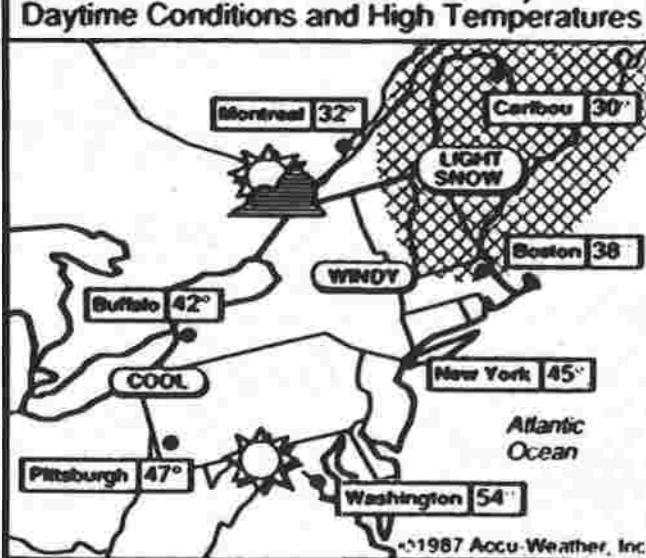 Daytime Conditions and High Temperatures
Montreal 32°
Caribou 30°
LIGHT
SNOW
Boston 38
WINDY
Buffalo 42°
COOL
New York 45°
Atlantic
Ocean
Pittsburgh 47°
Washington 54°
©1987 Accu-Weather, Inc